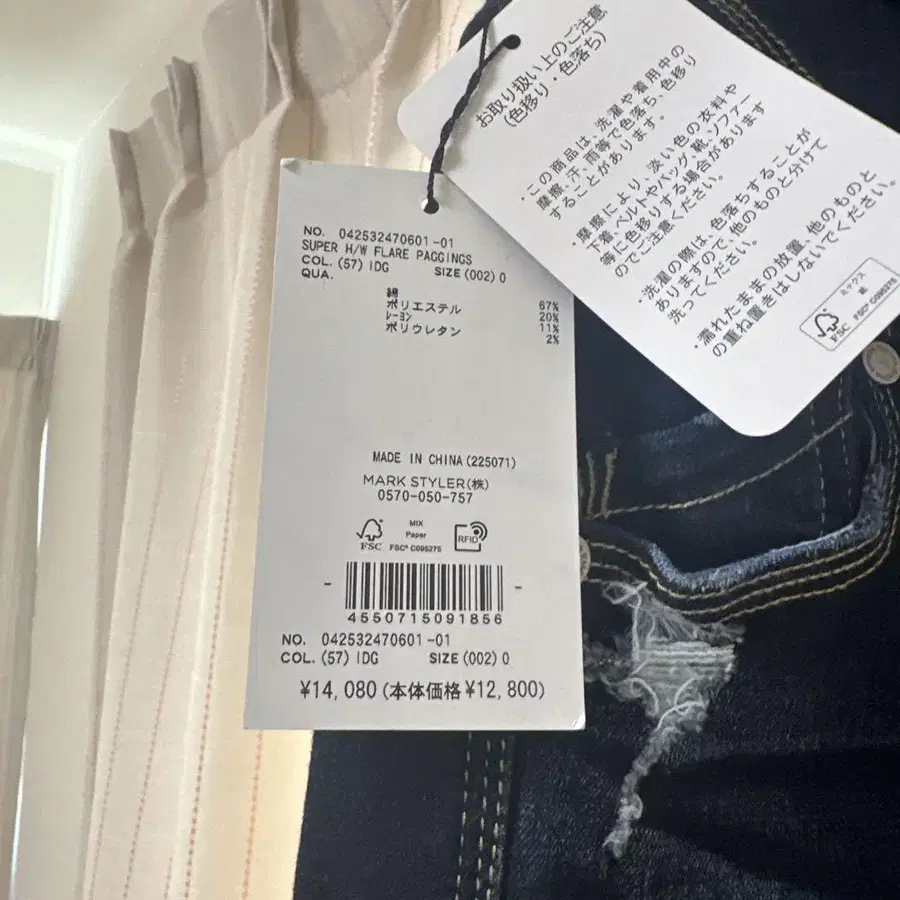 NO. 042532470601-01
SUPER H/W FLARE PAGGINGS
COL. (57) IDG SIZE (002) 0
QUA.
綿 67%
ポリエステル 20%
レーヨン 11%
ポリウレタン 2%
MADE IN CHINA (225071)
MARK STYLER(株)
0570-050-757
FSC
MIX
Paper
FSC® C095275
RFID
4550715091856
NO. 042532470601-01
COL. (57) IDG SIZE (002) 0
¥14,080 (本体価格 ¥12,800)
お取り扱い上のご注意
(色移り・色落ち)
・この商品は、洗濯や着用中の
摩擦、汗、雨等で色落ち、色移り
することがあります。
・摩擦により、淡い色の衣料や
下着、ベルトやバッグ、靴、ソファー
等に色移りする場合があります
のでご注意ください。
・洗濯の際は、色落ちすることが
ありますので、他のものと分けて
洗ってください。
・濡れたままの放置、他のものと
の重ね置きはしないでください。
FSC
ミックス
紙
FSC® C095275